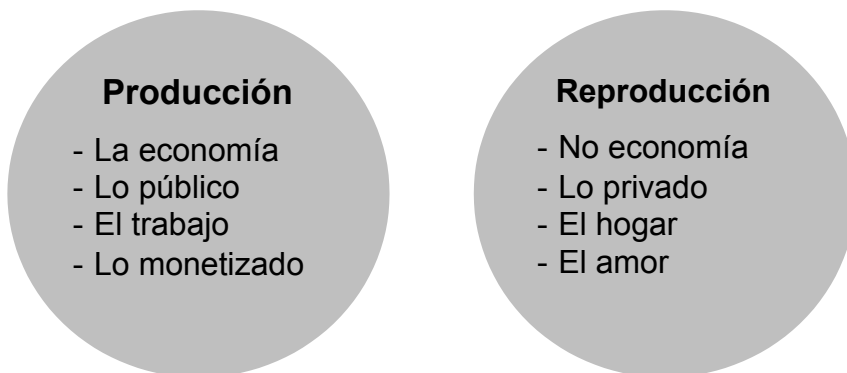 Producción
- La economía
- Lo público
- El trabajo
- Lo monetizado
Reproducción
- No economía
- Lo privado
- El hogar
- El amor